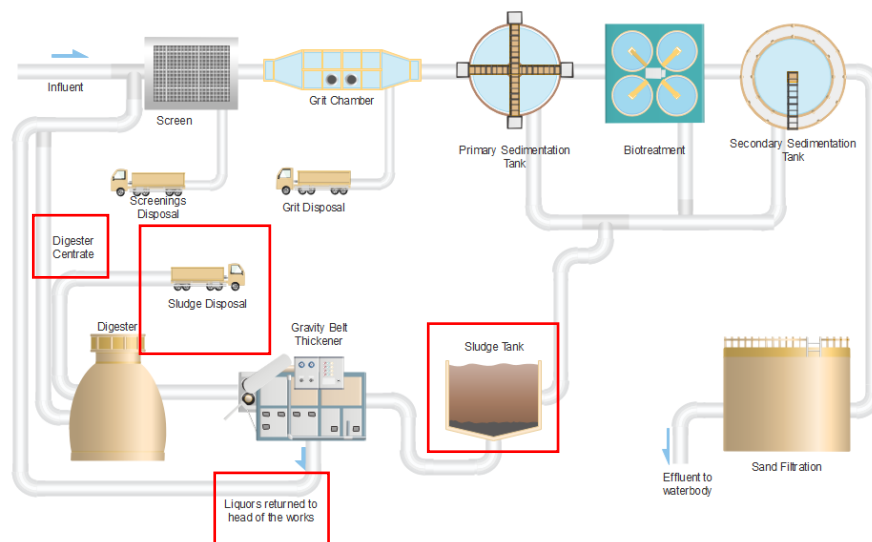 Influent
Screen
Grit Chamber
Primary Sedimentation
Tank
Biotreatment
Secondary Sedimentation
Tank
Screenings
Disposal
Grit Disposal
Digester
Centrate
Sludge Disposal
Digester
Gravity Belt
Thickener
Sludge Tank
Liquors returned to
head of the works
Effluent to
waterbody
Sand Filtration